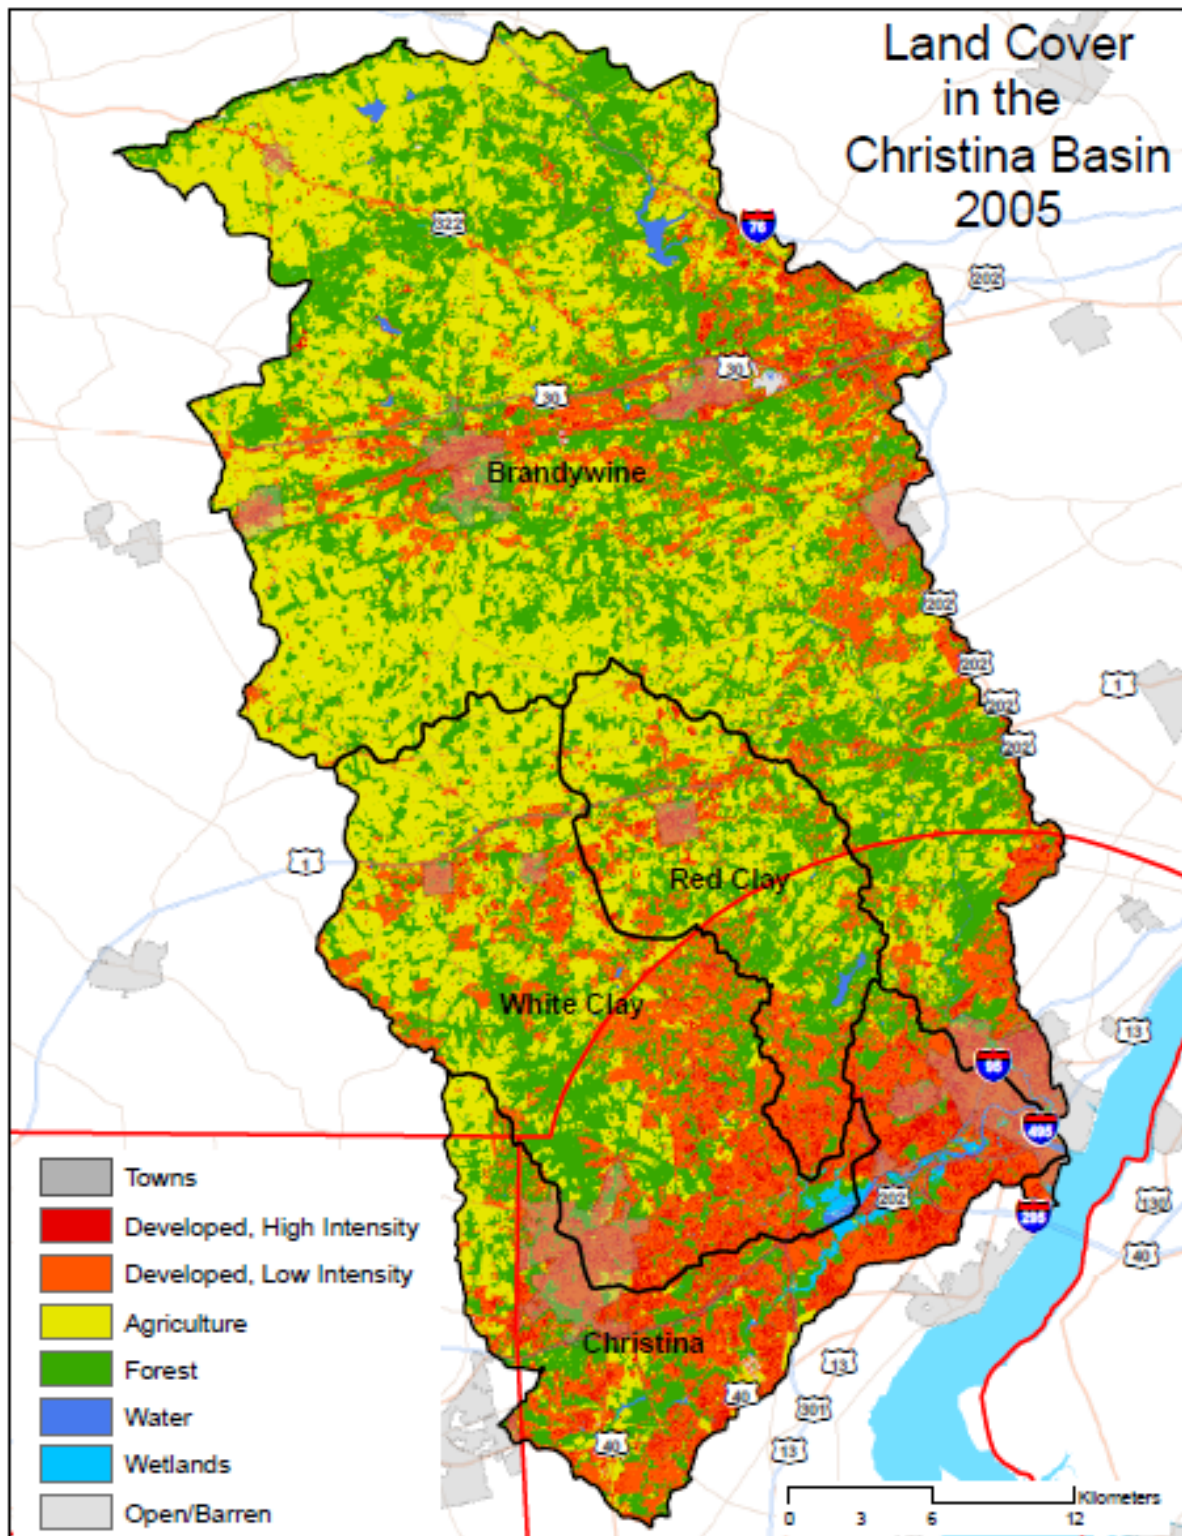 Land Cover
in the
Christina Basin
2005
76
322
202
30
30
Brandywine
202
202
1
202
202
1
Red Clay
White Clay
13
95
495
202
130
295
40
Christina
13
40
301
40
13
Towns
Developed, High Intensity
Developed, Low Intensity
Agriculture
Forest
Water
Wetlands
Open/Barren
Kilometers
0 3 6 12